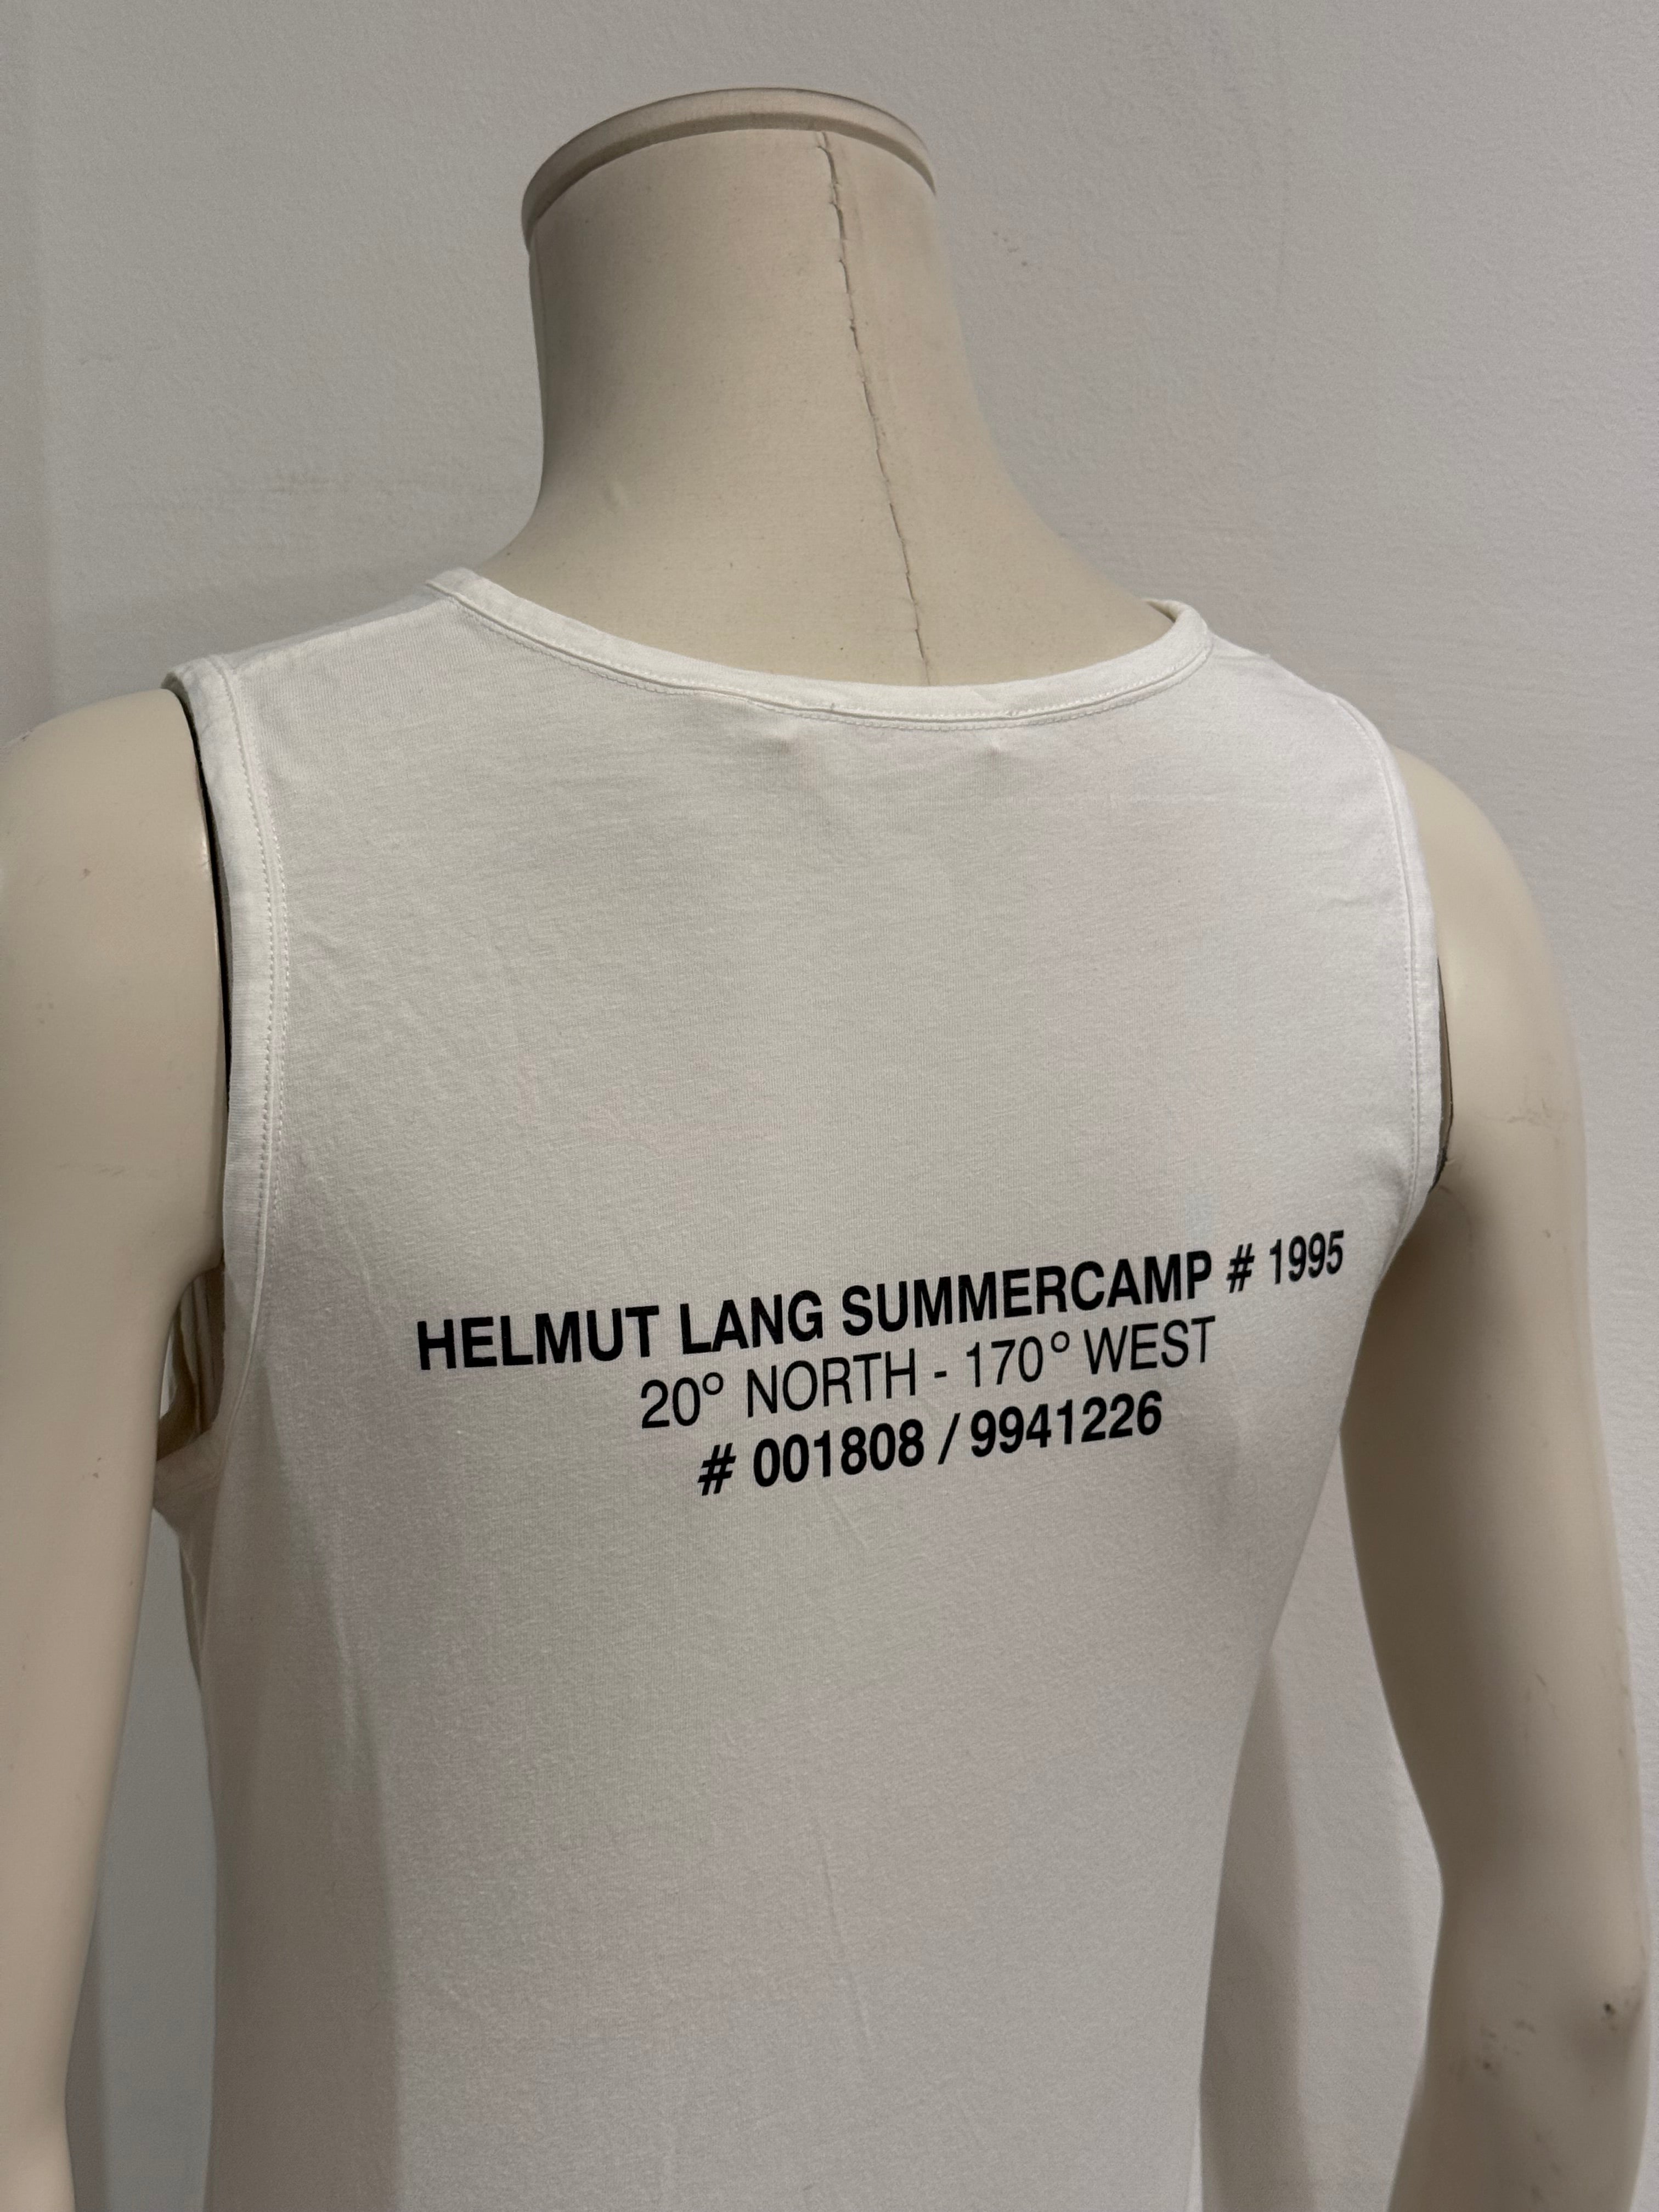 HELMUT LANG SUMMERCAMP # 1995
20° NORTH - 170° WEST
# 001808 / 9941226